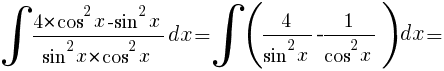 ∫ (4×cos²x-sin²x)/(sin²x×cos²x) dx = ∫ (4/sin²x - 1/cos²x) dx =